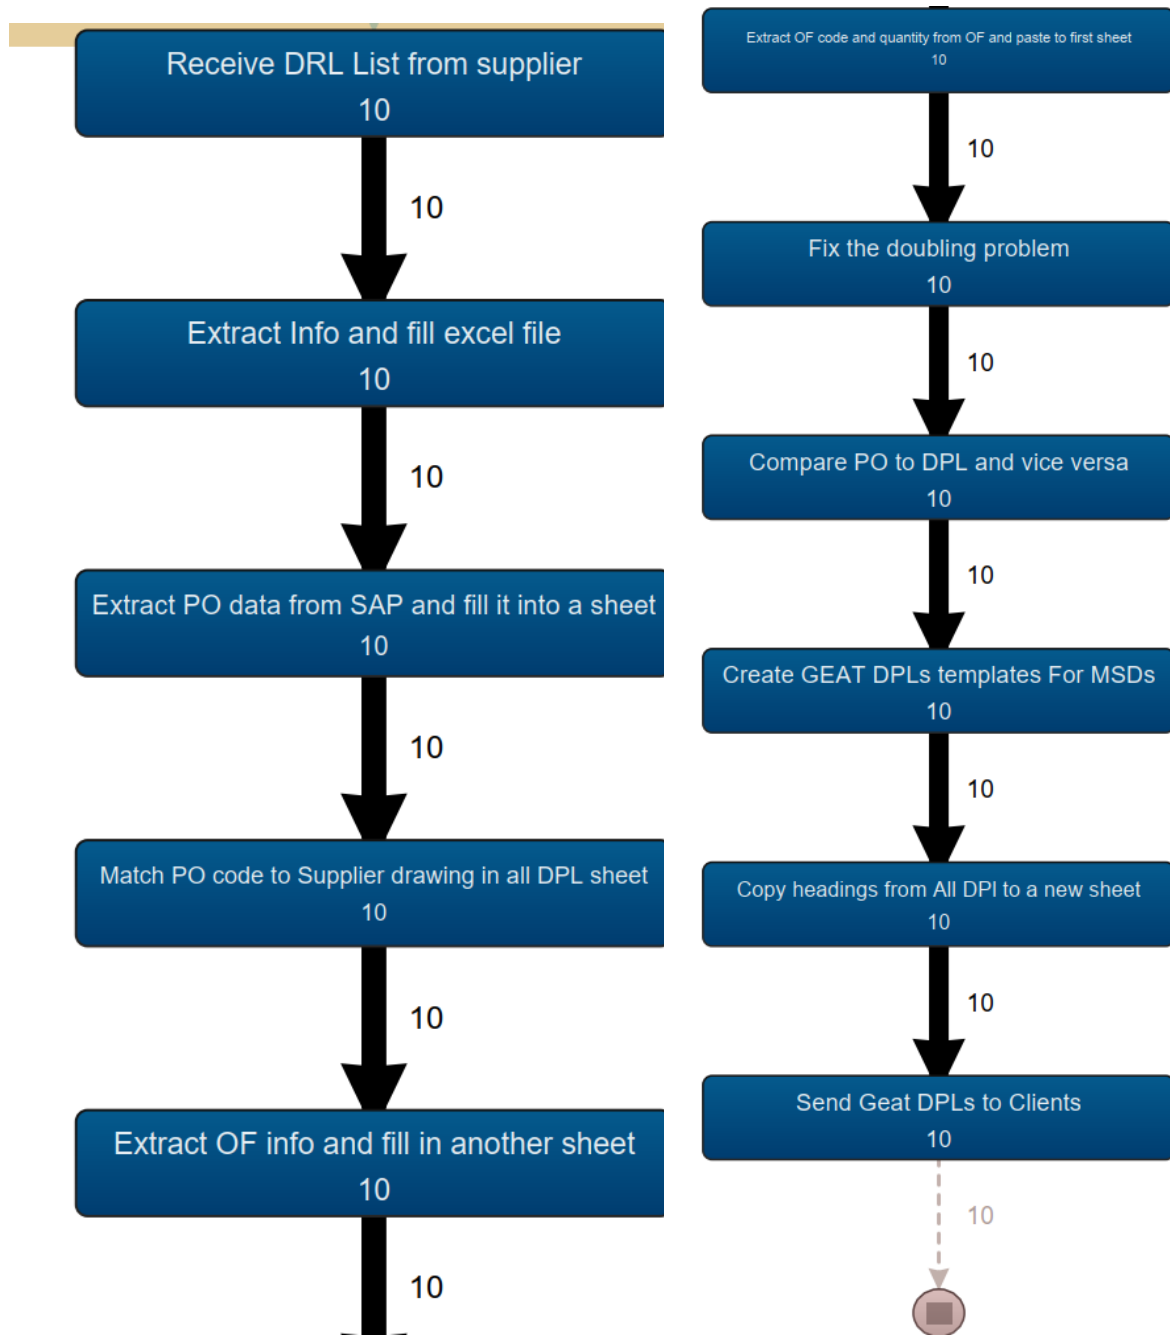 Receive DRL List from supplier
10
10
Extract Info and fill excel file
10
10
Extract PO data from SAP and fill it into a sheet
10
10
Match PO code to Supplier drawing in all DPL sheet
10
10
Extract OF info and fill in another sheet
10
10
Extract OF code and quantity from OF and paste to first sheet
10
10
Fix the doubling problem
10
10
Compare PO to DPL and vice versa
10
10
Create GEAT DPLs templates For MSDs
10
10
Copy headings from All DPl to a new sheet
10
10
Send Geat DPLs to Clients
10
10